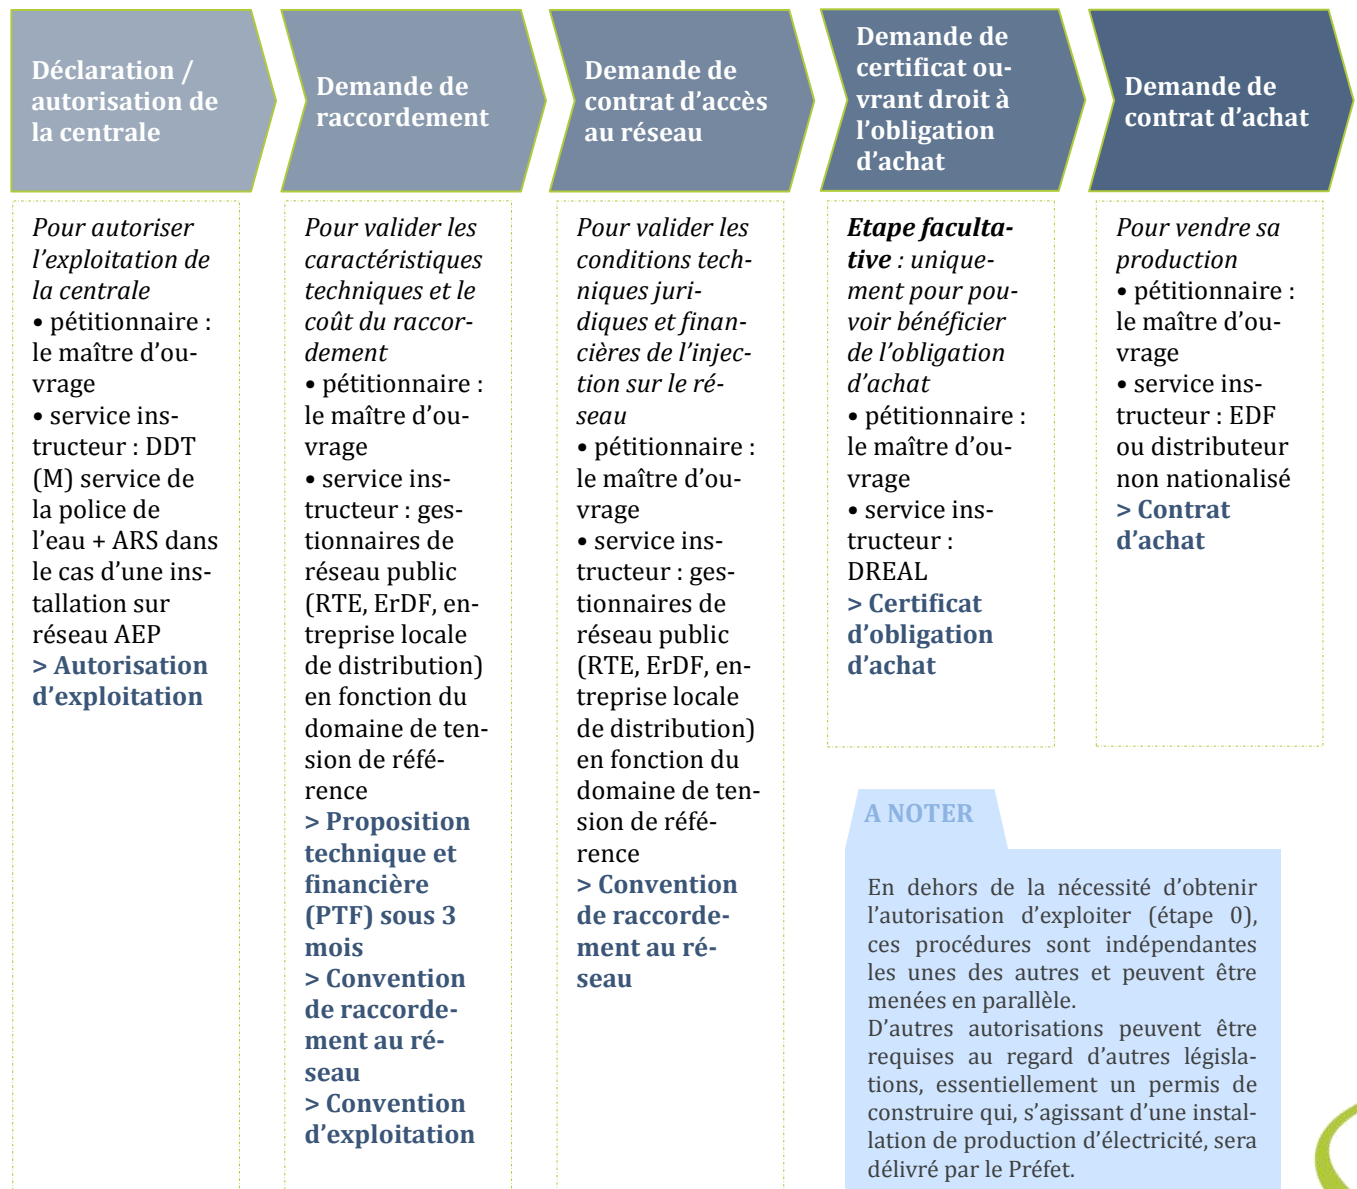 Déclaration /
autorisation de
la centrale
Demande de
raccordement
Demande de
contrat d'accès
au réseau
Demande de
certificat ou-
vrant droit à
l'obligation
d'achat
Demande de
contrat d'achat
Pour autoriser
l'exploitation de
la centrale
• pétitionnaire :
le maître d'ou-
vrage
• service ins-
tructeur : DDT
(M) service de
la police de
l'eau + ARS dans
le cas d'une ins-
tallation sur
réseau AEP
> Autorisation
d'exploitation
Pour valider les
caractéristiques
techniques et le
coût du raccor-
dement
• pétitionnaire :
le maître d'ou-
vrage
• service ins-
tructeur : ges-
tionnaires de
réseau public
(RTE, ErDF, en-
treprise locale
de distribution)
en fonction du
domaine de ten-
sion de réfé-
rence
> Proposition
technique et
financière
(PTF) sous 3
mois
> Convention
de raccorde-
ment au ré-
seau
> Convention
d'exploitation
Pour valider les
conditions tech-
niques juri-
diques et finan-
cières de l'injec-
tion sur le ré-
seau
• pétitionnaire :
le maître d'ou-
vrage
• service ins-
tructeur : ges-
tionnaires de
réseau public
(RTE, ErDF, en-
treprise locale
de distribution)
en fonction du
domaine de ten-
sion de réfé-
rence
> Convention
de raccorde-
ment au ré-
seau
Etape faculta-
tive : unique-
ment pour pou-
voir bénéficier
de l'obligation
d'achat
• pétitionnaire :
le maître d'ou-
vrage
• service ins-
tructeur :
DREAL
> Certificat
d'obligation
d'achat
Pour vendre sa
production
• pétitionnaire :
le maître d'ou-
vrage
• service ins-
tructeur : EDF
ou distributeur
non nationalisé
> Contrat
d'achat
A NOTER
En dehors de la nécessité d'obtenir
l'autorisation d'exploiter (étape 0),
ces procédures sont indépendantes
les unes des autres et peuvent être
menées en parallèle.
D'autres autorisations peuvent être
requises au regard d'autres législa-
tions, essentiellement un permis de
construire qui, s'agissant d'une instal-
lation de production d'électricité, sera
délivré par le Préfet.